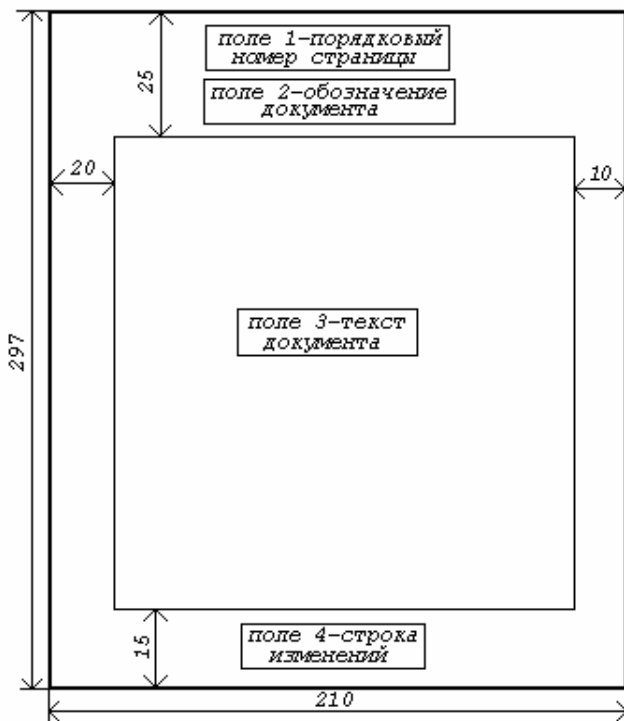 поле 1-порядковый
номер страницы
25
поле 2-обозначение
документа
20
10
297
поле 3-текст
документа
15
поле 4-строка
изменений
210